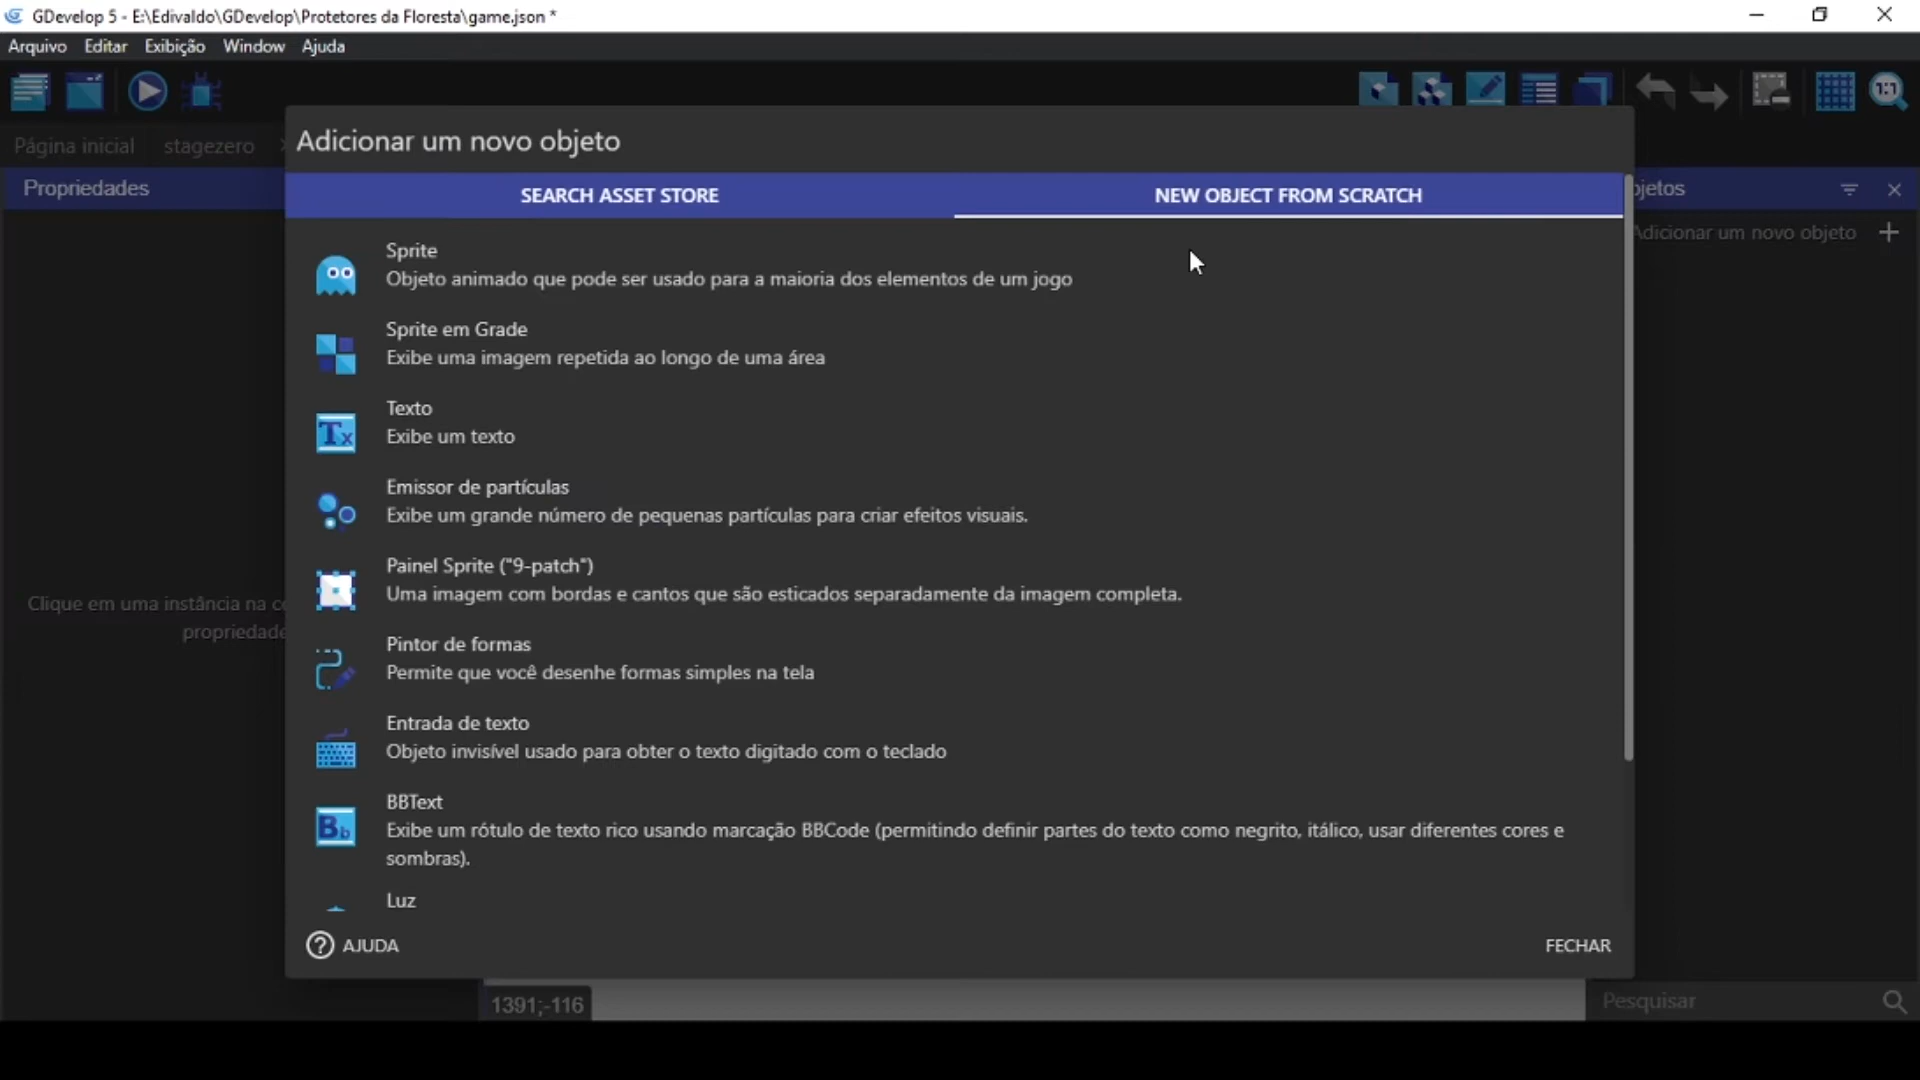 GDevelop 5 - E:\Edivaldo\GDevelop\Protetores da Floresta\game.json *
Arquivo Editar Exibição Window Ajuda
1:1
Página inicial stagezero
Adicionar um novo objeto
Propriedades
SEARCH ASSET STORE
NEW OBJECT FROM SCRATCH
bjetos
Adicionar um novo objeto
Sprite
Objeto animado que pode ser usado para a maioria dos elementos de um jogo
Sprite em Grade
Exibe uma imagem repetida ao longo de uma área
Tx
Texto
Exibe um texto
Emissor de partículas
Exibe um grande número de pequenas partículas para criar efeitos visuais.
Painel Sprite ("9-patch")
Uma imagem com bordas e cantos que são esticados separadamente da imagem completa.
Clique em uma instância na c
propriedade
Pintor de formas
Permite que você desenhe formas simples na tela
Entrada de texto
Objeto invisível usado para obter o texto digitado com o teclado
Bb
BBText
Exibe um rótulo de texto rico usando marcação BBCode (permitindo definir partes do texto como negrito, itálico, usar diferentes cores e
sombras).
Luz
? AJUDA
FECHAR
1391;-116
Pesquisar